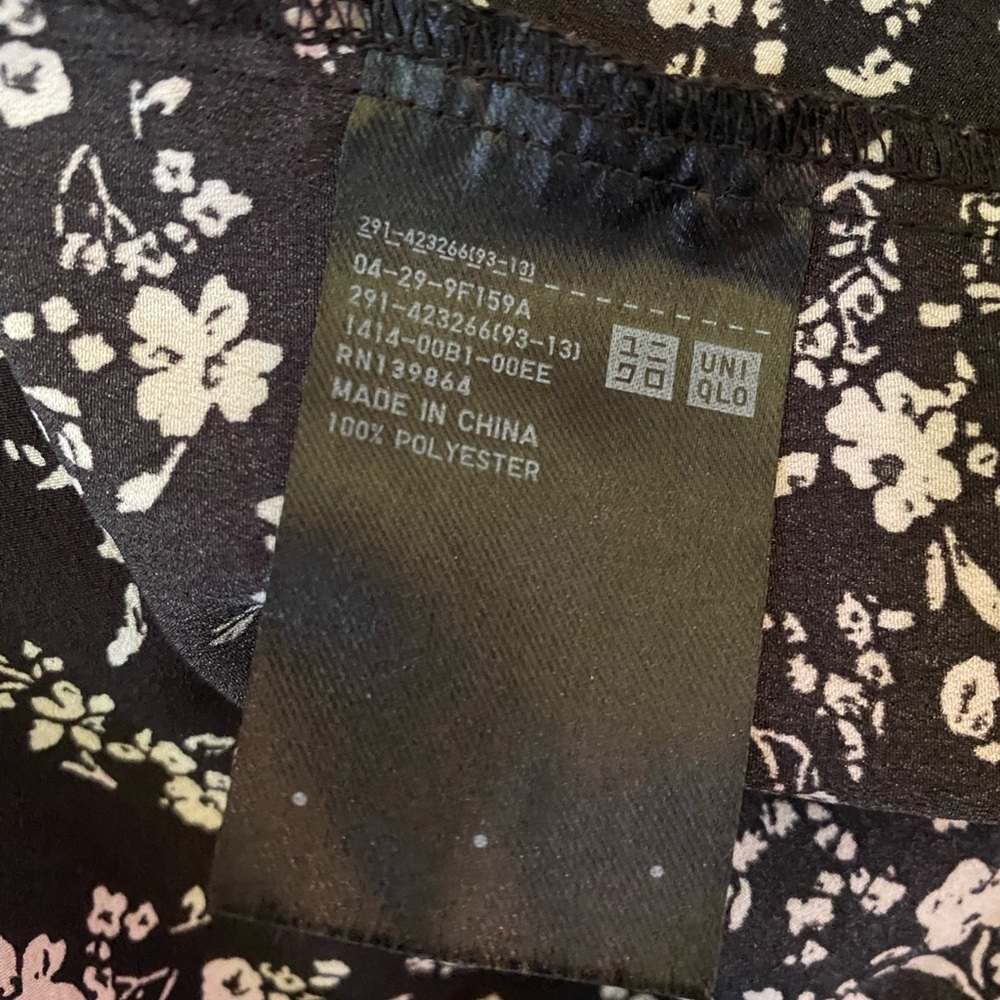 291-423266(93-13)
04-29-9F159A
291-423266(93-13)
1414-00B1-00EE
RN139864
MADE IN CHINA
100% POLYESTER
ユニ
クロ
UNI
QLO